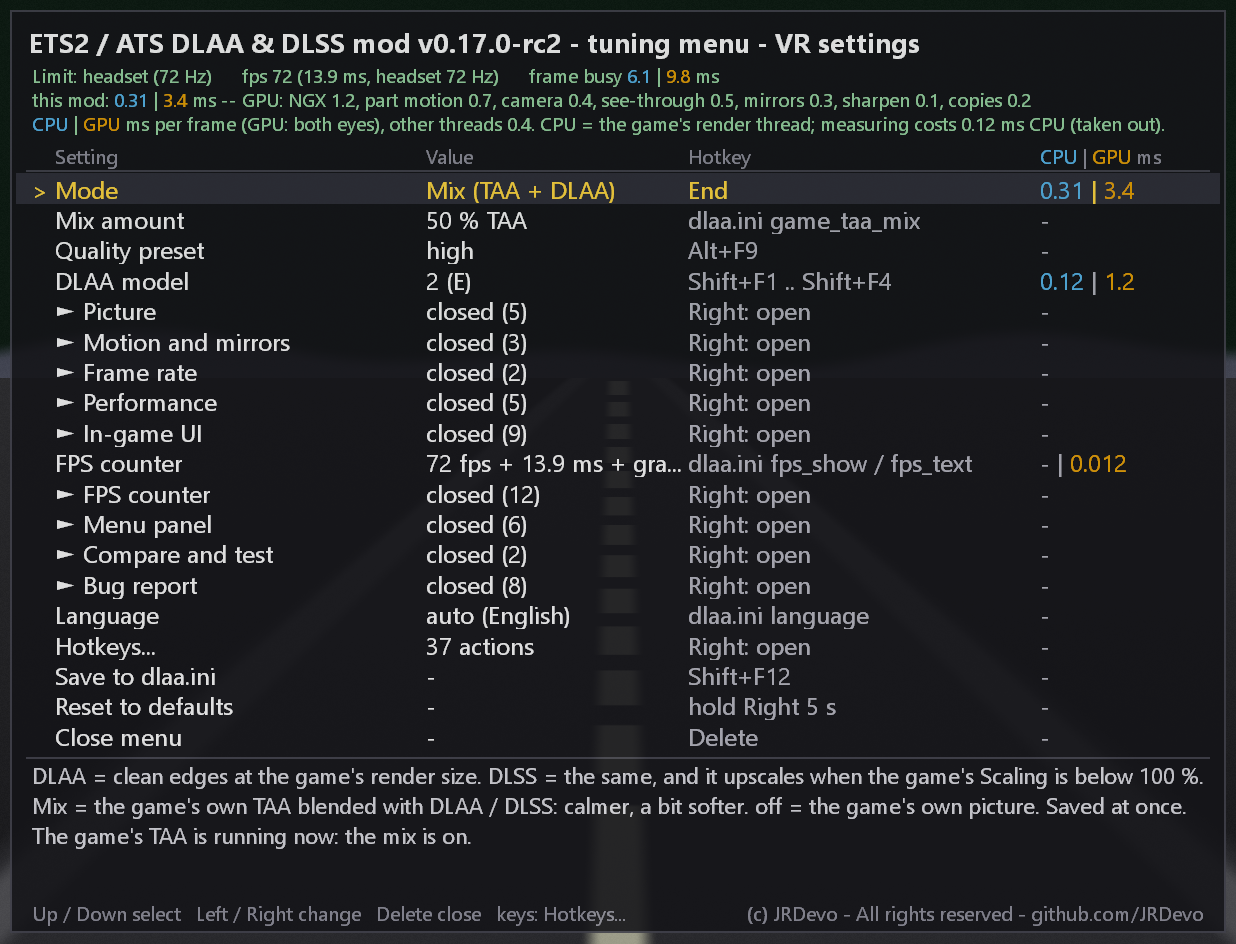 ETS2 / ATS DLAA & DLSS mod v0.17.0-rc2 - tuning menu - VR settings
Limit: headset (72 Hz) fps 72 (13.9 ms, headset 72 Hz) frame busy 6.1 | 9.8 ms
this mod: 0.31 | 3.4 ms -- GPU: NGX 1.2, part motion 0.7, camera 0.4, see-through 0.5, mirrors 0.3, sharpen 0.1, copies 0.2
CPU | GPU ms per frame (GPU: both eyes), other threads 0.4. CPU = the game's render thread; measuring costs 0.12 ms CPU (taken out).
Setting Value Hotkey CPU | GPU ms
> Mode Mix (TAA + DLAA) End 0.31 | 3.4
Mix amount 50 % TAA dlaa.ini game_taa_mix -
Quality preset high Alt+F9 -
DLAA model 2 (E) Shift+F1 .. Shift+F4 0.12 | 1.2
► Picture closed (5) Right: open -
► Motion and mirrors closed (3) Right: open -
► Frame rate closed (2) Right: open -
► Performance closed (5) Right: open -
► In-game UI closed (9) Right: open -
FPS counter 72 fps + 13.9 ms + gra... dlaa.ini fps_show / fps_text - | 0.012
► FPS counter closed (12) Right: open -
► Menu panel closed (6) Right: open -
► Compare and test closed (2) Right: open -
► Bug report closed (8) Right: open -
Language auto (English) dlaa.ini language -
Hotkeys... 37 actions Right: open -
Save to dlaa.ini - Shift+F12 -
Reset to defaults - hold Right 5 s -
Close menu - Delete -
DLAA = clean edges at the game's render size. DLSS = the same, and it upscales when the game's Scaling is below 100 %.
Mix = the game's own TAA blended with DLAA / DLSS: calmer, a bit softer. off = the game's own picture. Saved at once.
The game's TAA is running now: the mix is on.
Up / Down select Left / Right change Delete close keys: Hotkeys... (c) JRDevo - All rights reserved - github.com/JRDevo